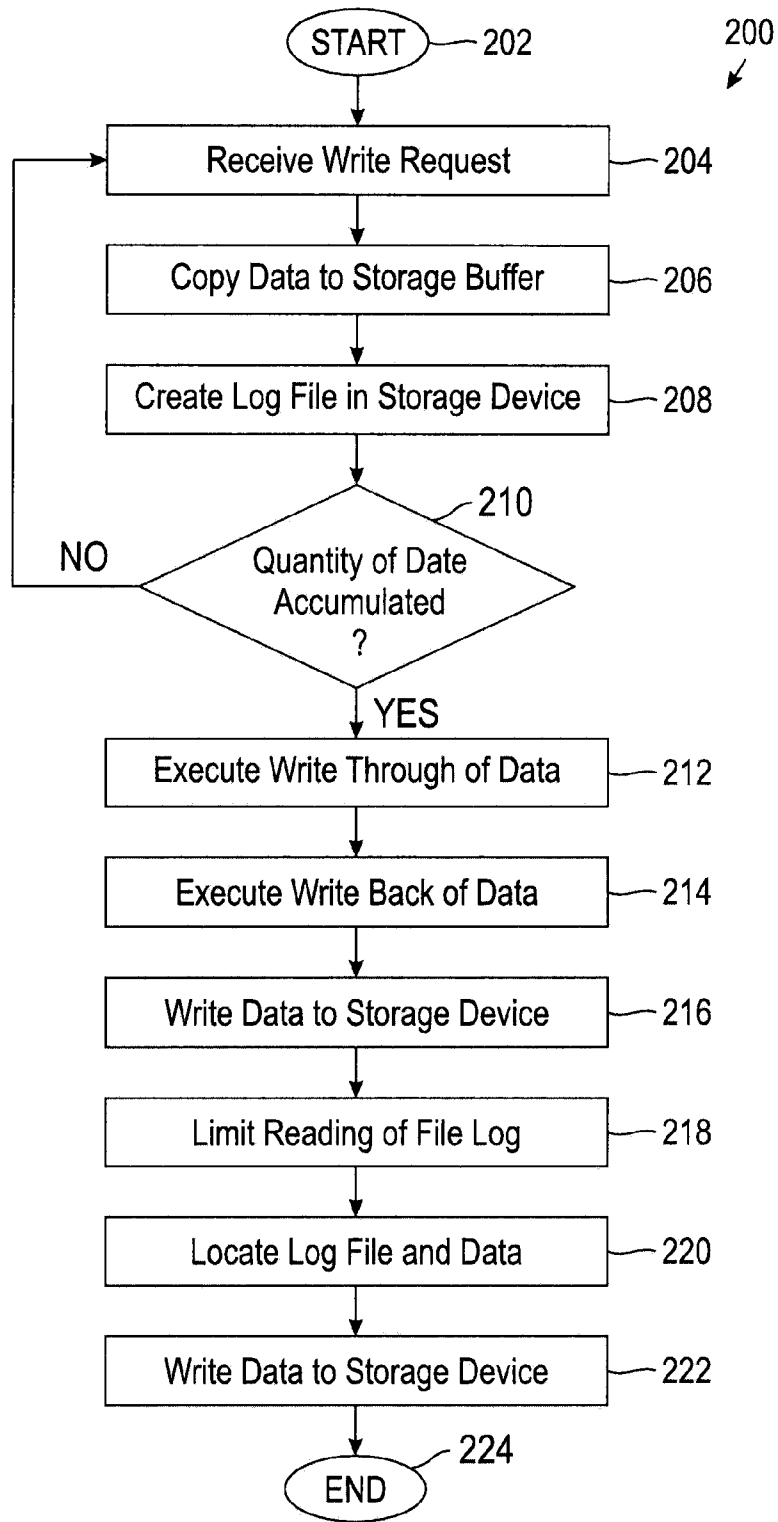 START
202
200
Receive Write Request
204
Copy Data to Storage Buffer
206
Create Log File in Storage Device
208
210
Quantity of Date
Accumulated
?
NO
YES
Execute Write Through of Data
212
Execute Write Back of Data
214
Write Data to Storage Device
216
Limit Reading of File Log
218
Locate Log File and Data
220
Write Data to Storage Device
222
224
END